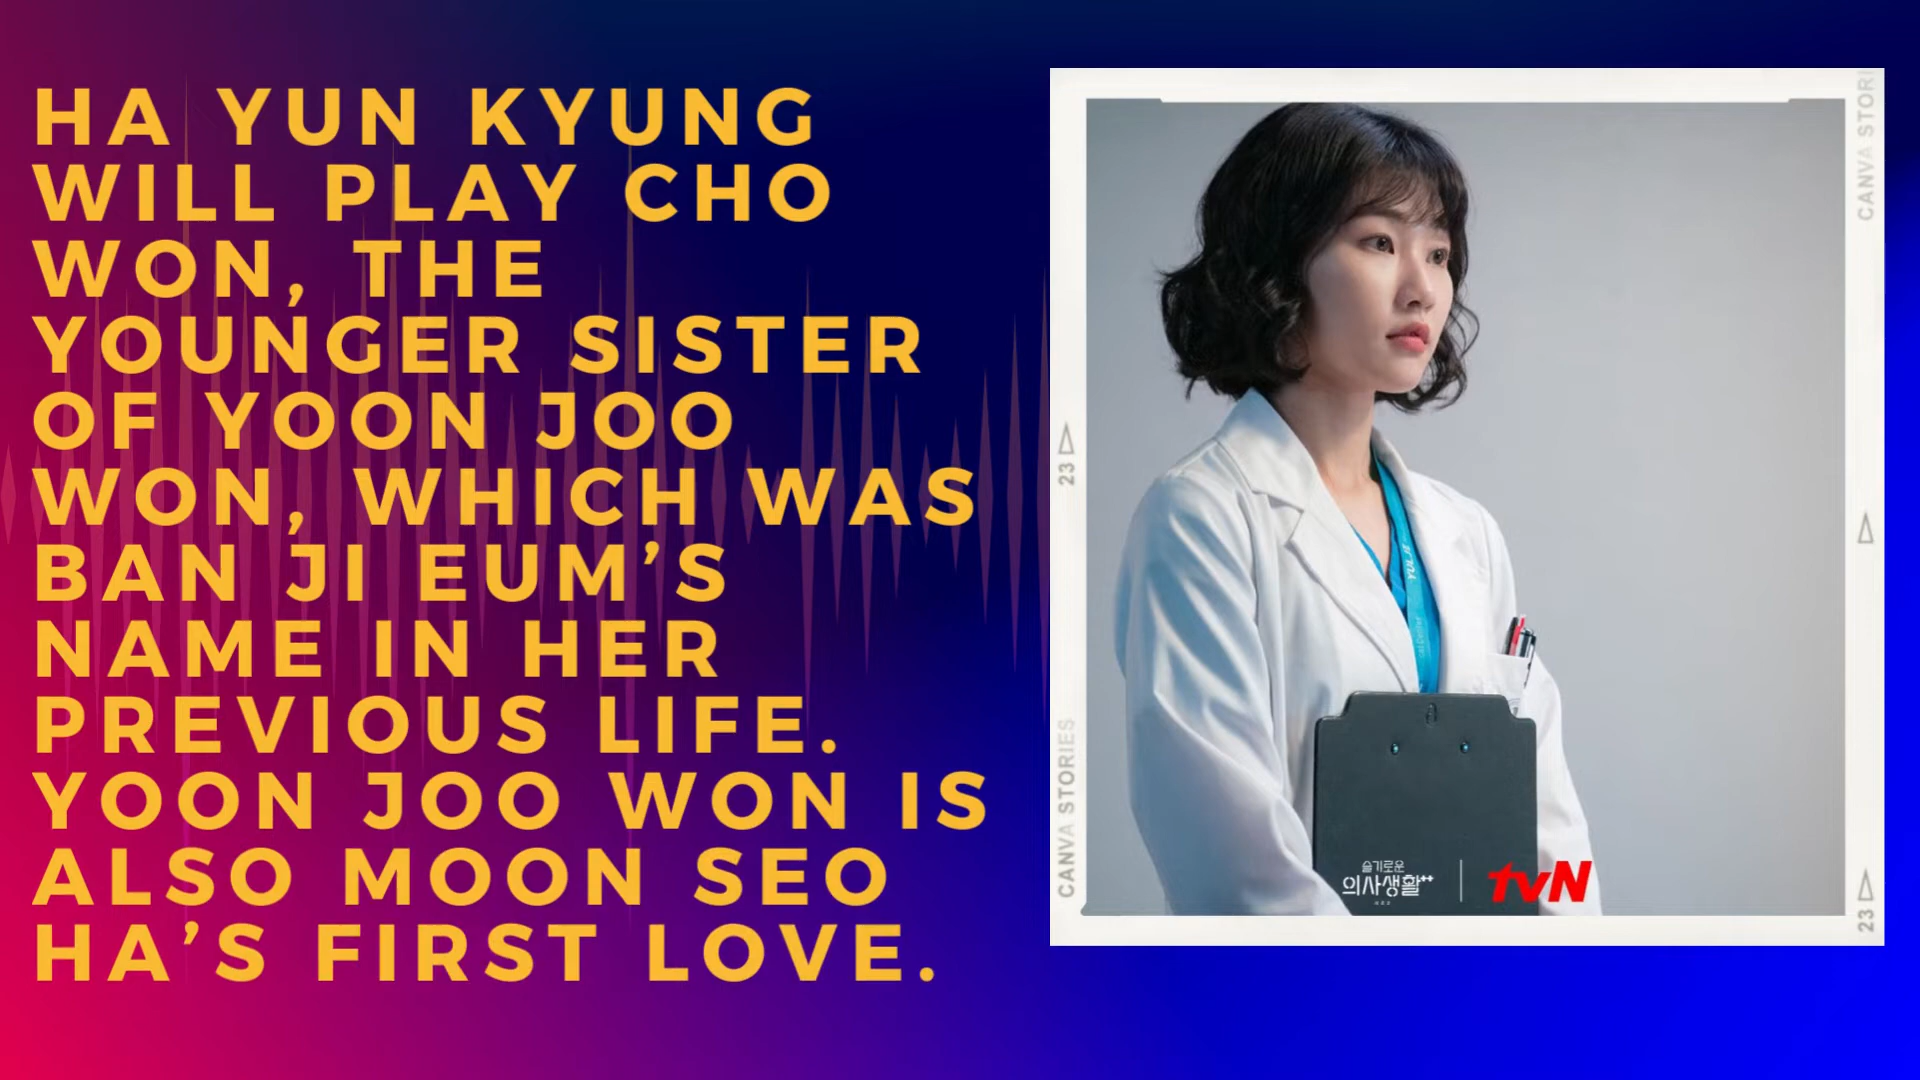 HA YUN KYUNG
WILL PLAY CHO
WON, THE
YOUNGER SISTER
OF YOON JOO
WON, WHICH WAS
BAN JI EUM’S
NAME IN HER
PREVIOUS LIFE.
YOON JOO WON IS
ALSO MOON SEO
HA’S FIRST LOVE.
CANVA STORI
23
CANVA STORIES
23
YULJE
슬기로운
의사생활
tvN